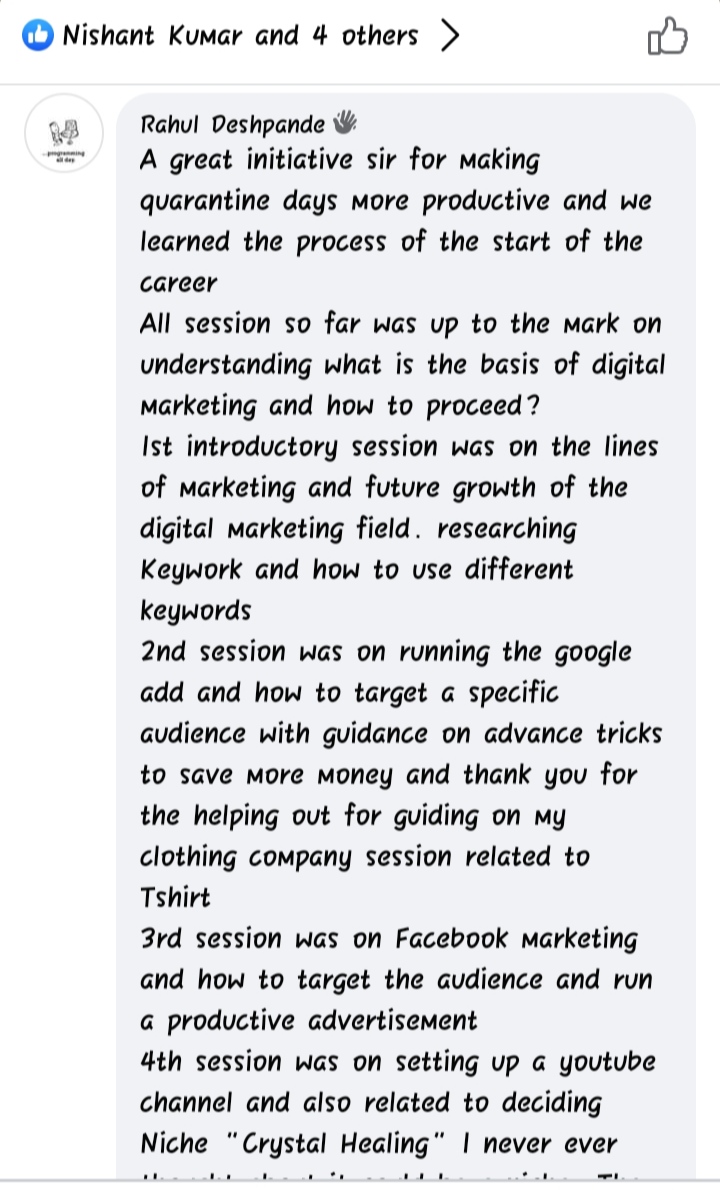 Nishant Kumar and 4 others
Rahul Deshpande
A great initiative sir for making
quarantine days more productive and we
learned the process of the start of the
career
All session so far was up to the mark on
understanding what is the basis of digital
marketing and how to proceed?
1st introductory session was on the lines
of marketing and future growth of the
digital marketing field. researching
Keywork and how to use different
keywords
2nd session was on running the google
add and how to target a specific
audience with guidance on advance tricks
to save more money and thank you for
the helping out for guiding on my
clothing company session related to
Tshirt
3rd session was on Facebook marketing
and how to target the audience and run
a productive advertisement
4th session was on setting up a youtube
channel and also related to deciding
Niche "Crystal Healing" I never ever